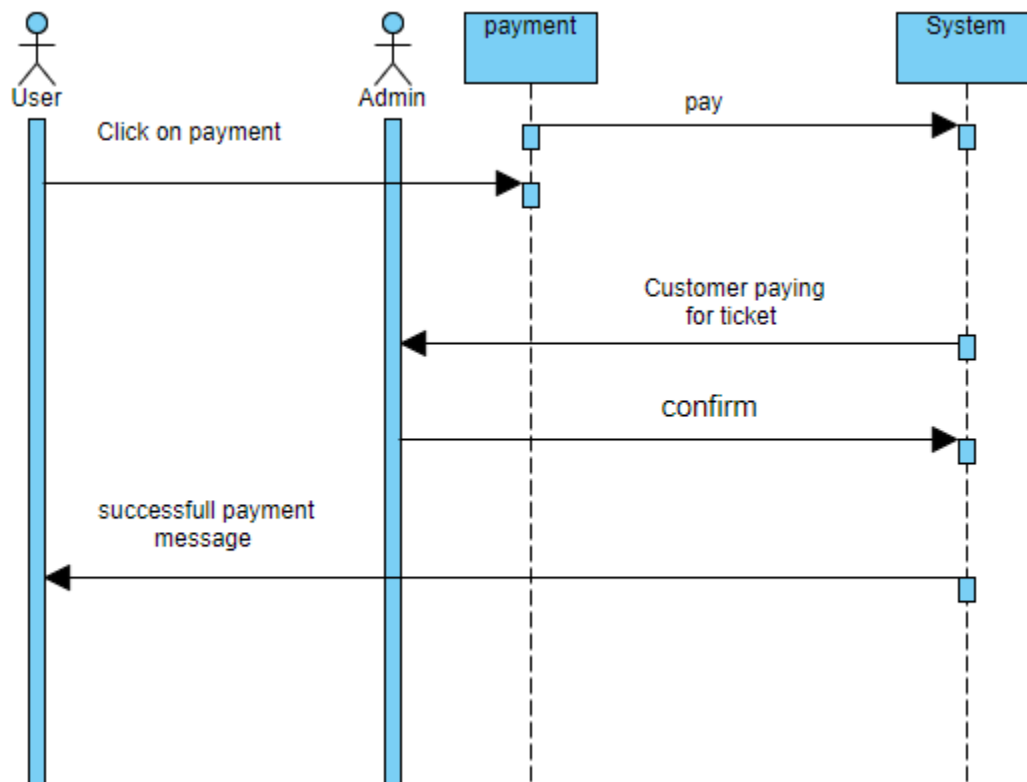 payment
System
User
Admin
pay
Click on payment
Customer paying
for ticket
confirm
successfull payment
message